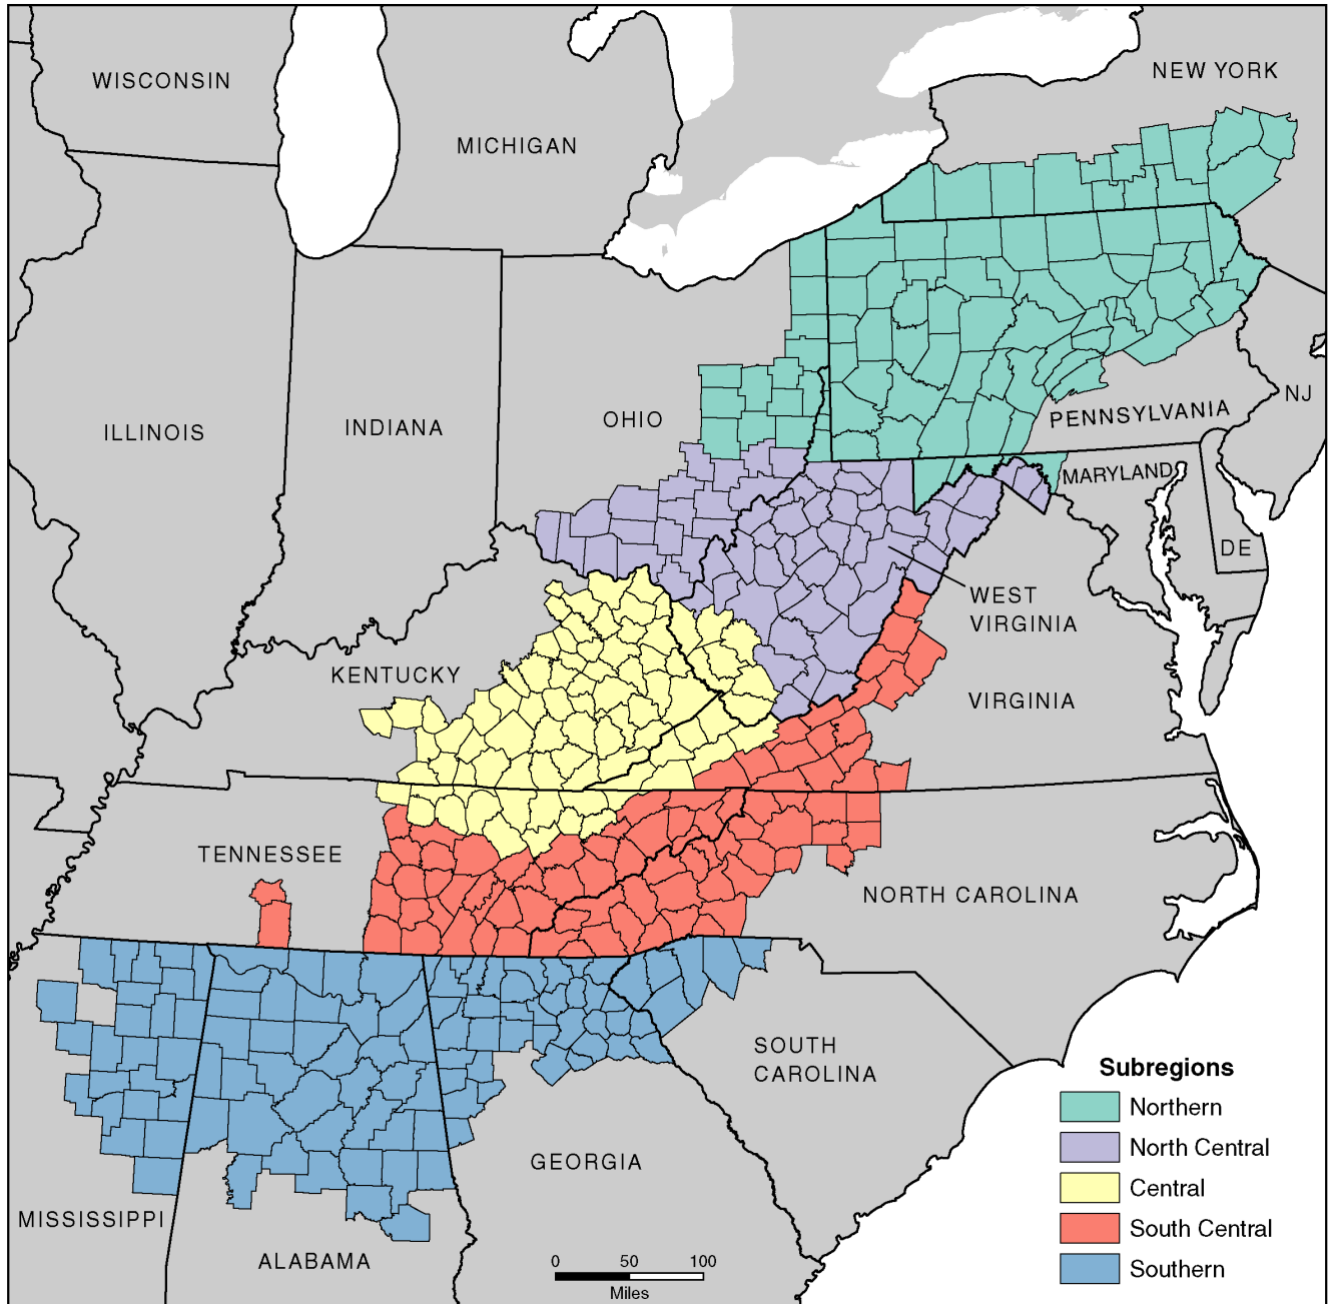 NEW YORK
WISCONSIN
MICHIGAN
NJ
PENNSYLVANIA
OHIO
INDIANA
ILLINOIS
MARYLAND
DE
WEST
VIRGINIA
KENTUCKY
VIRGINIA
TENNESSEE
NORTH CAROLINA
SOUTH
CAROLINA
GEORGIA
MISSISSIPPI
ALABAMA
0 50 100
Miles
Subregions
Northern
North Central
Central
South Central
Southern